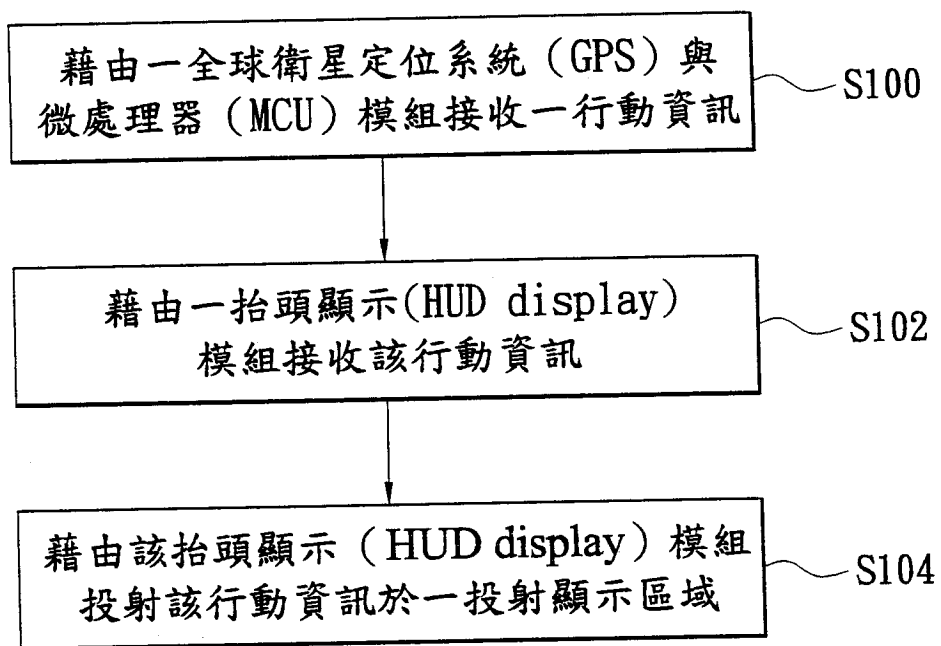 藉由一全球衛星定位系統（GPS）與
微處理器（MCU）模組接收一行動資訊
S100
藉由一抬頭顯示(HUD display)
模組接收該行動資訊
S102
藉由該抬頭顯示（HUD display）模組
投射該行動資訊於一投射顯示區域
S104